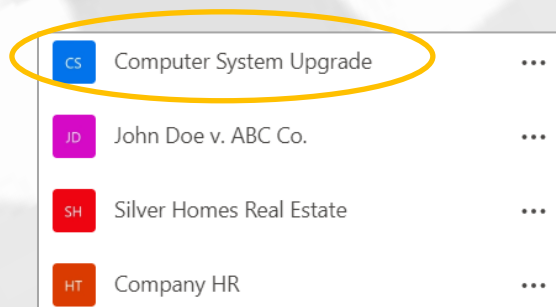 CS Computer System Upgrade ...
JD John Doe v. ABC Co. ...
SH Silver Homes Real Estate ...
HT Company HR ...